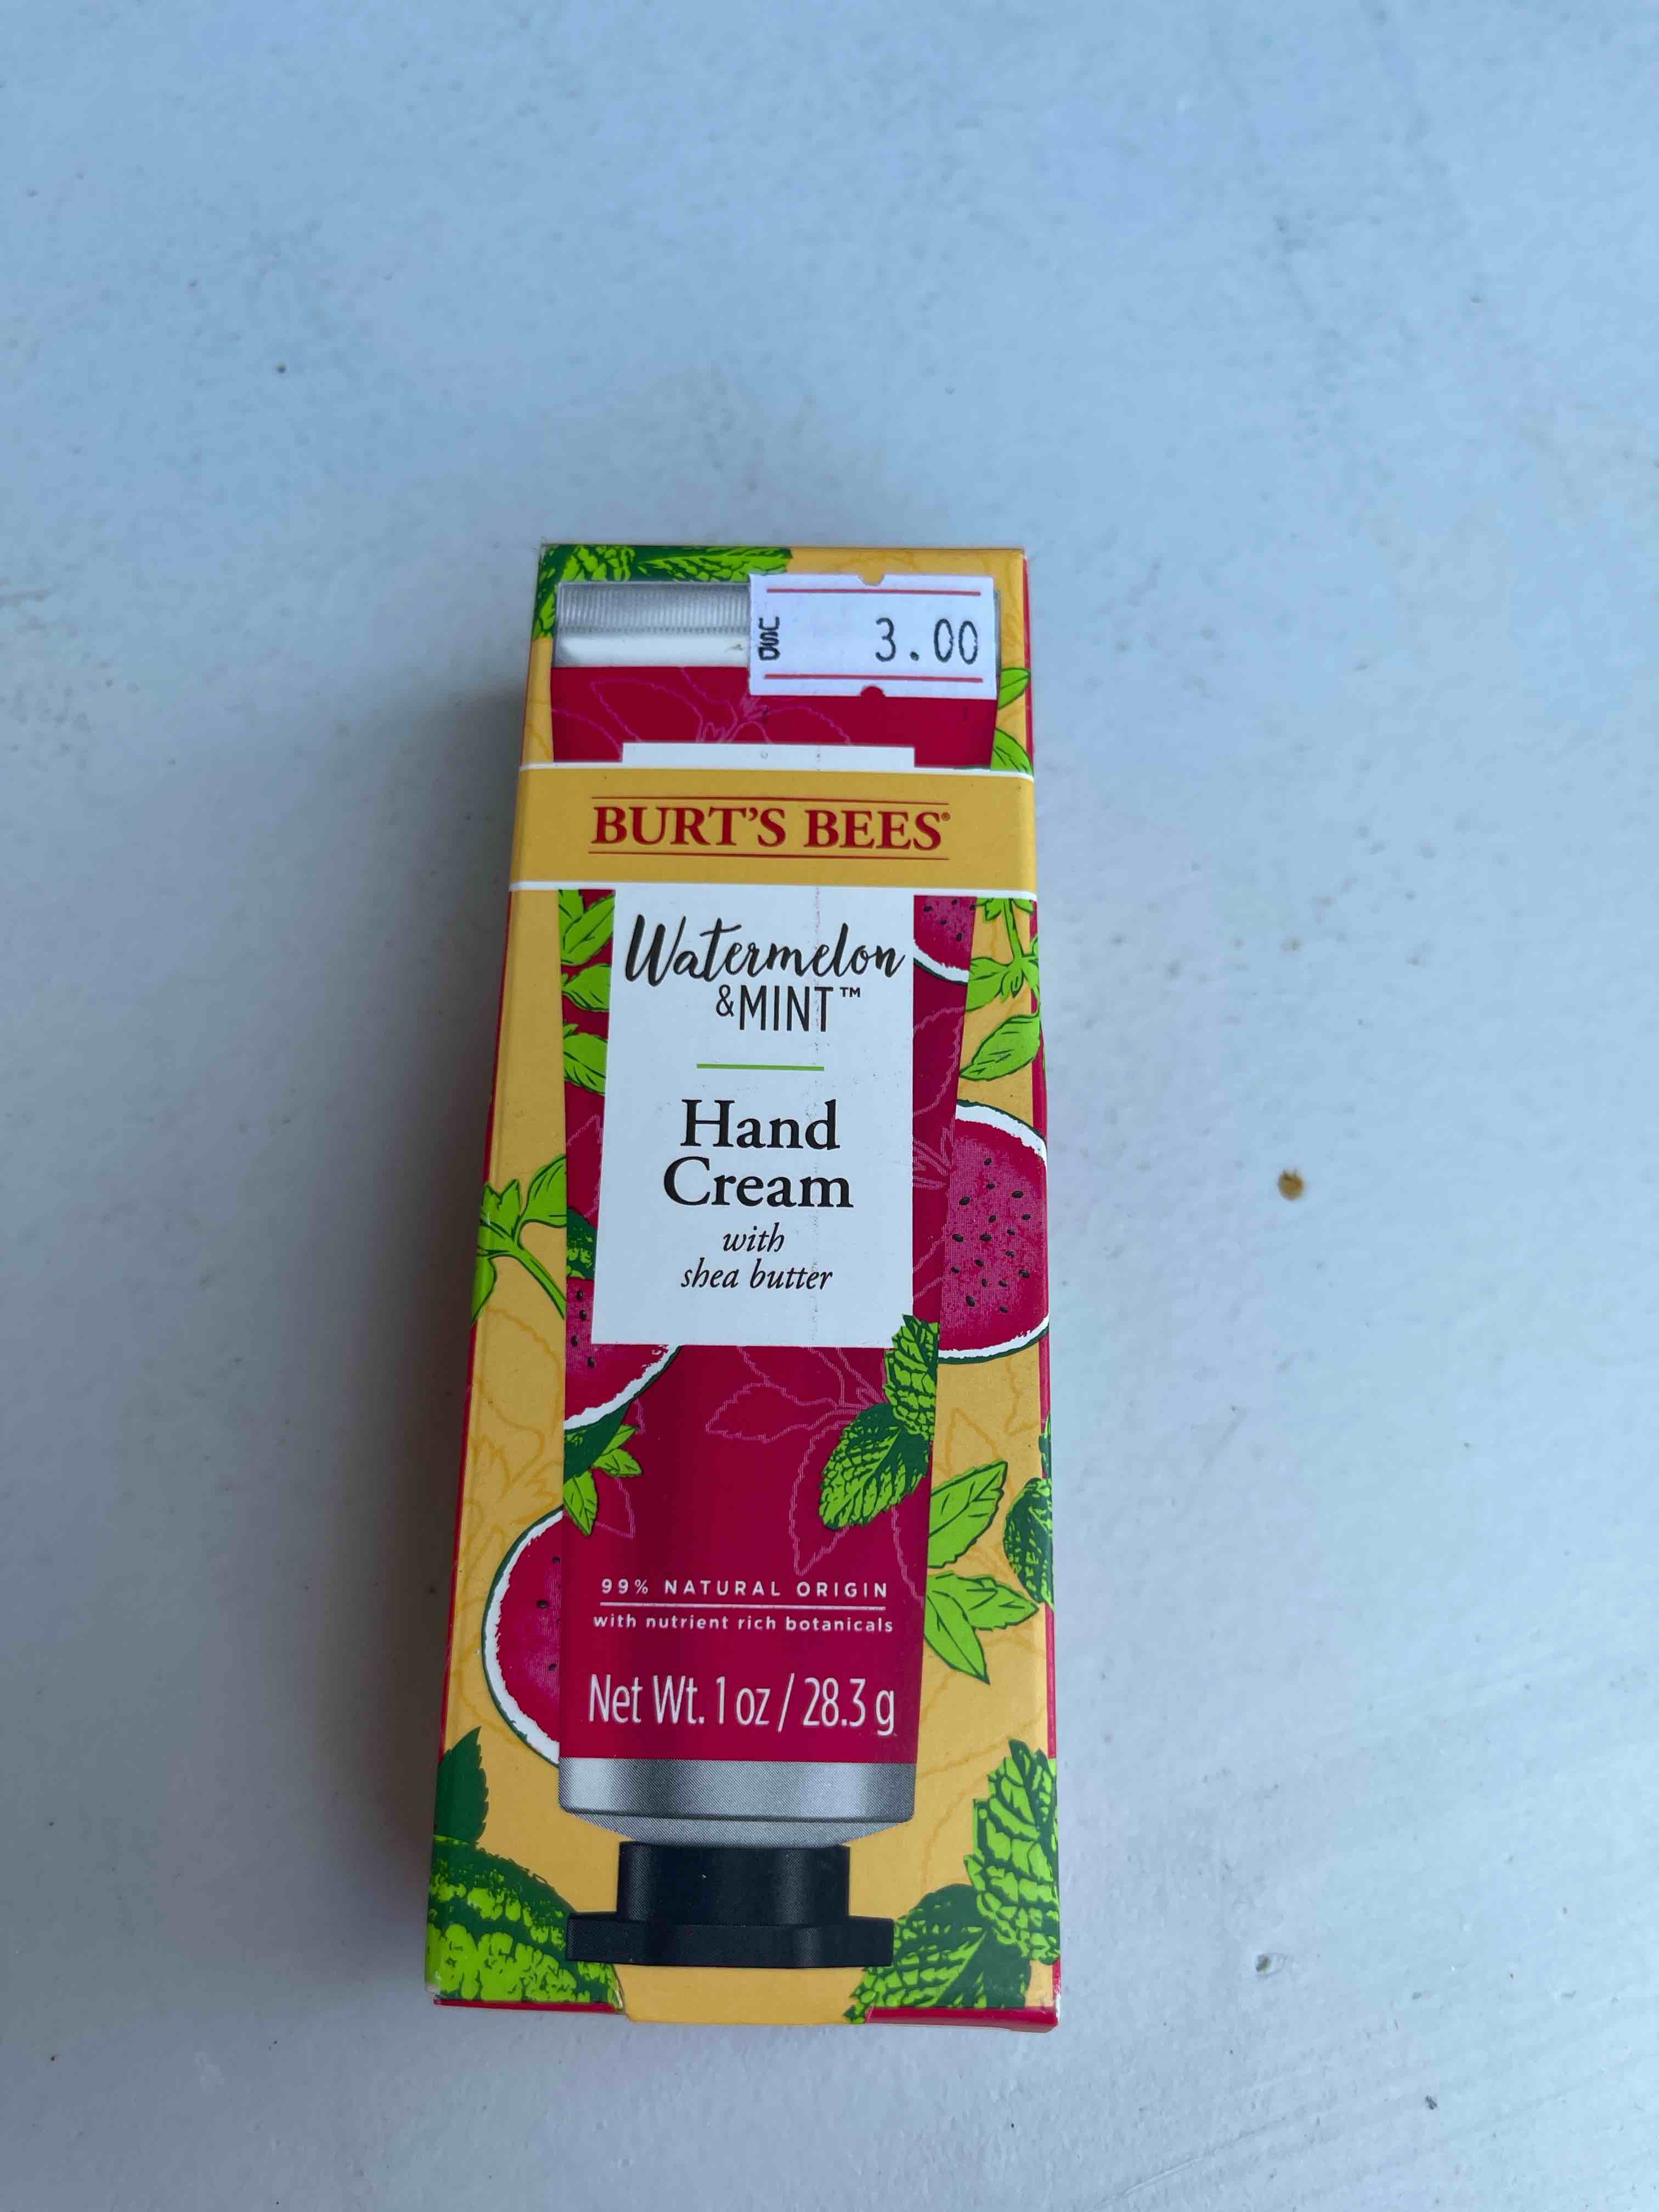 USD 3.00
BURT'S BEES®
Watermelon
&MINT™
Hand
Cream
with
shea butter
99% NATURAL ORIGIN
with nutrient rich botanicals
Net Wt. 1 oz / 28.3 g